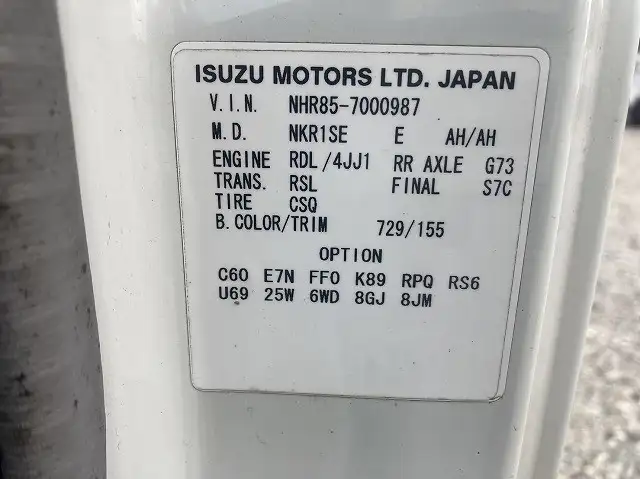 ISUZU MOTORS LTD. JAPAN
V.I.N. NHR85-7000987
M.D. NKR1SE E AH/AH
ENGINE RDL/4JJ1 RR AXLE G73
TRANS. RSL FINAL S7C
TIRE CSQ
B.COLOR/TRIM 729/155
OPTION
C60 E7N FF0 K89 RPQ RS6
U69 25W 6WD 8GJ 8JM